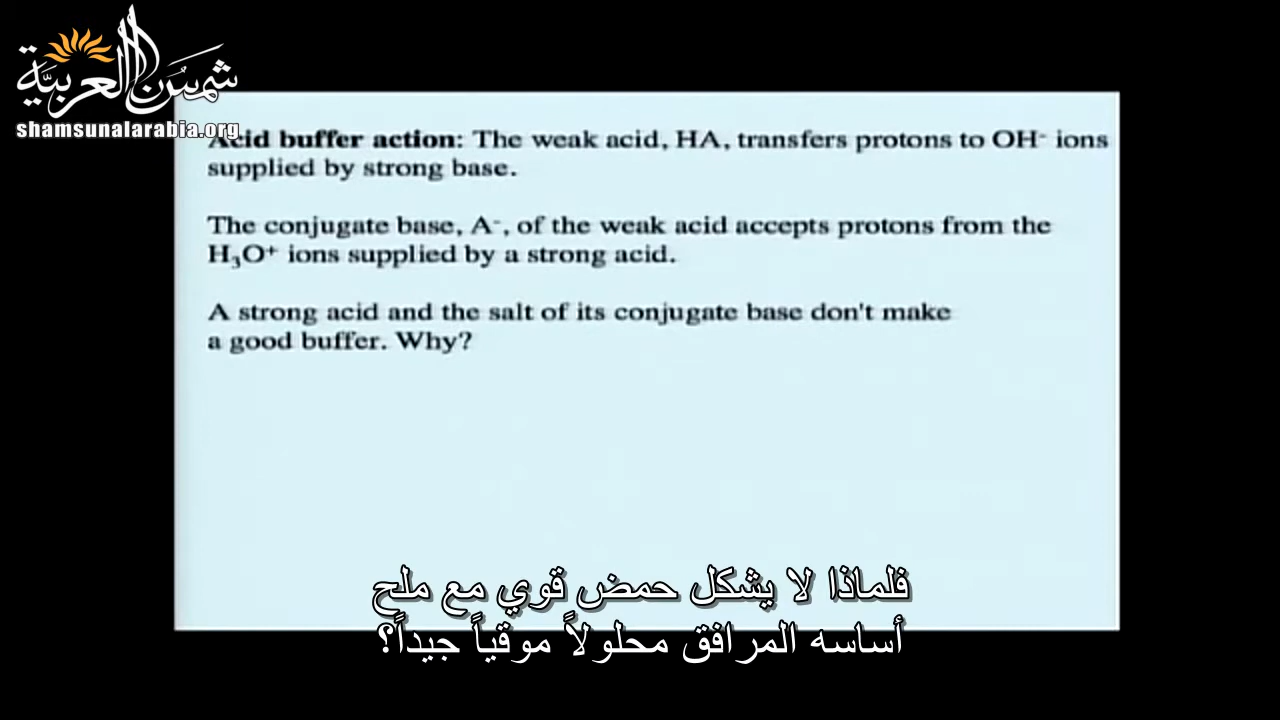 شمس العربية
shamsunalarabia.org
Acid buffer action: The weak acid, HA, transfers protons to OH⁻ ions
supplied by strong base.
The conjugate base, A⁻, of the weak acid accepts protons from the
H₃O⁺ ions supplied by a strong acid.
A strong acid and the salt of its conjugate base don't make
a good buffer. Why?
فلماذا لا يشكل حمض قوي مع ملح
أساسه المرافق محلولاً موقياً جيداً؟